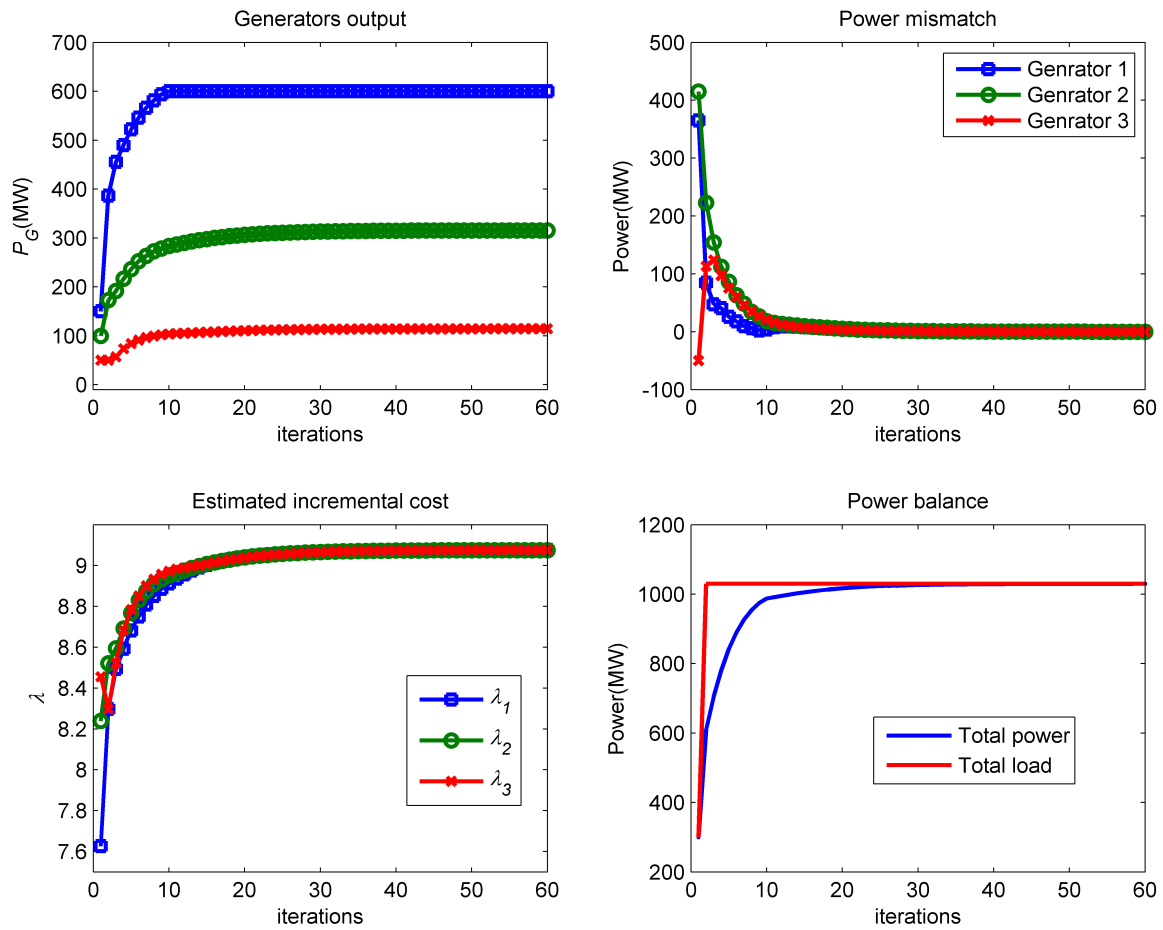 Generators output
700
600
500
400
300
200
100
0
P_G(MW)
0 10 20 30 40 50 60
iterations
Power mismatch
500
400
300
200
100
0
-100
Power(MW)
Genrator 1
Genrator 2
Genrator 3
0 10 20 30 40 50 60
iterations
Estimated incremental cost
9
8.8
8.6
8.4
8.2
8
7.8
7.6
λ
λ_1
λ_2
λ_3
0 10 20 30 40 50 60
iterations
Power balance
1200
1000
800
600
400
200
Power(MW)
Total power
Total load
0 10 20 30 40 50 60
iterations